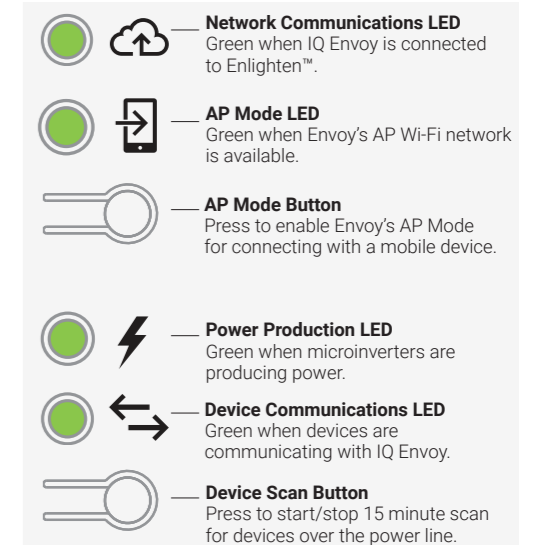 Network Communications LED
Green when IQ Envoy is connected
to Enlighten™.
AP Mode LED
Green when Envoy's AP Wi-Fi network
is available.
AP Mode Button
Press to enable Envoy's AP Mode
for connecting with a mobile device.
Power Production LED
Green when microinverters are
producing power.
Device Communications LED
Green when devices are
communicating with IQ Envoy.
Device Scan Button
Press to start/stop 15 minute scan
for devices over the power line.